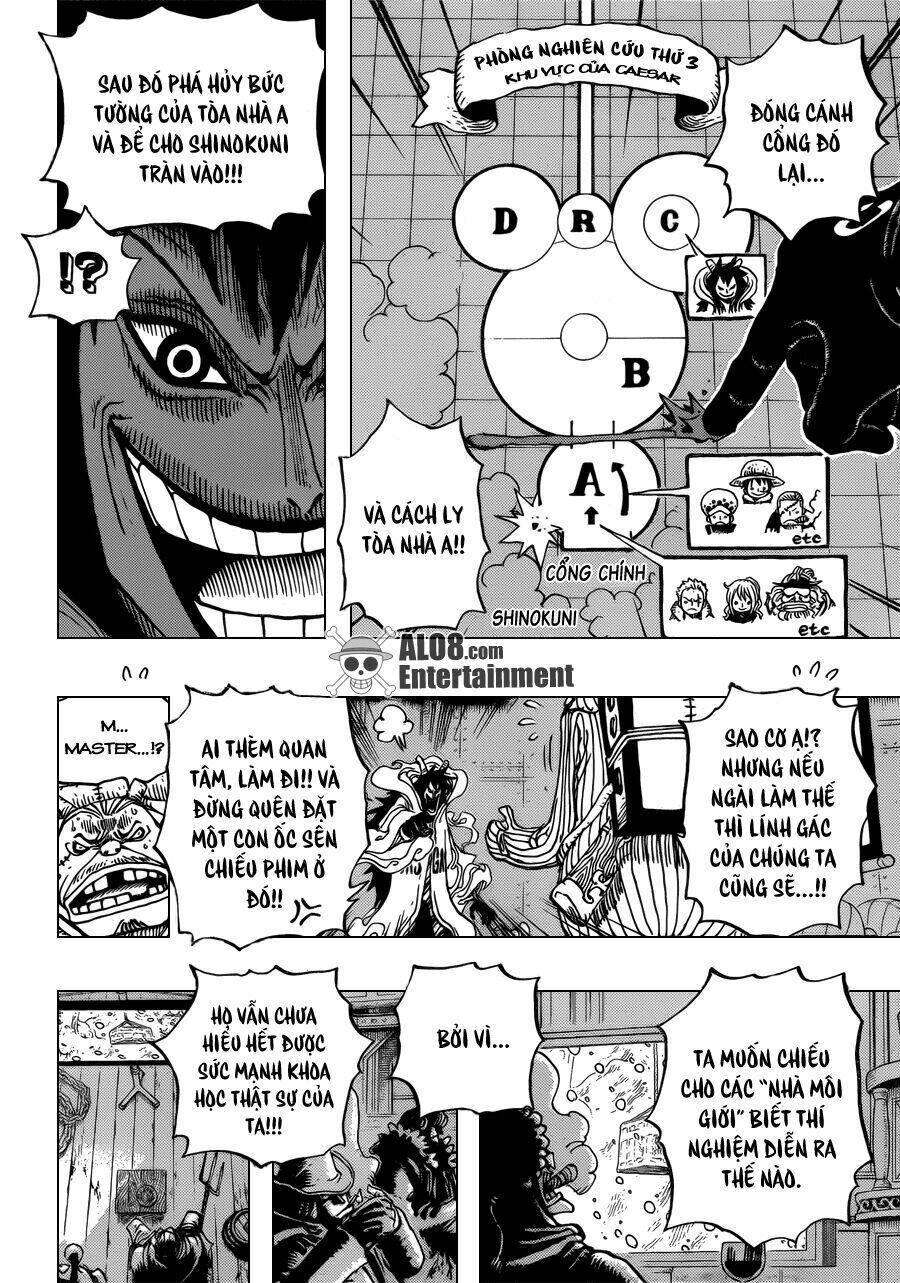 PHÒNG NGHIÊN CỨU THỨ 3
KHU VỰC CỦA CAESAR
ĐÓNG CÁNH
CỔNG ĐÓ
LẠI...
D
R
C
B
A
etc
etc
CỔNG CHÍNH
SHINOKUNI
VÀ CÁCH LY
TÒA NHÀ A!!
SAU ĐÓ PHÁ HỦY BỨC
TƯỜNG CỦA TÒA NHÀ A
VÀ ĐỂ CHO SHINOKUNI
TRÀN VÀO!!!
!?
AL08.com
Entertainment
SAO CƠ Ạ!?
NHƯNG NẾU
NGÀI LÀM THẾ
THÌ LÍNH GÁC
CỦA CHÚNG TA
CŨNG SẼ...!!
AI THÈM QUAN
TÂM, LÀM ĐI!! VÀ
ĐỪNG QUÊN ĐẶT
MỘT CON ỐC SÊN
CHIẾU PHIM Ở
ĐÓ!!
M...
MASTER...!?
TA MUỐN CHIẾU
CHO CÁC “NHÀ MÔI
GIỚI” BIẾT THÍ
NGHIỆM DIỄN RA
THẾ NÀO.
BỞI VÌ...
HỌ VẪN CHƯA
HIỂU HẾT ĐƯỢC
SỨC MẠNH KHOA
HỌC THẬT SỰ CỦA
TA!!!